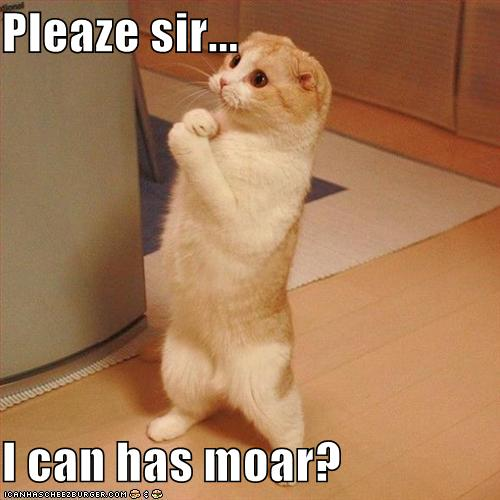 Pleaze sir...
I can has moar?
ICANHASCHEEZBURGER.COM